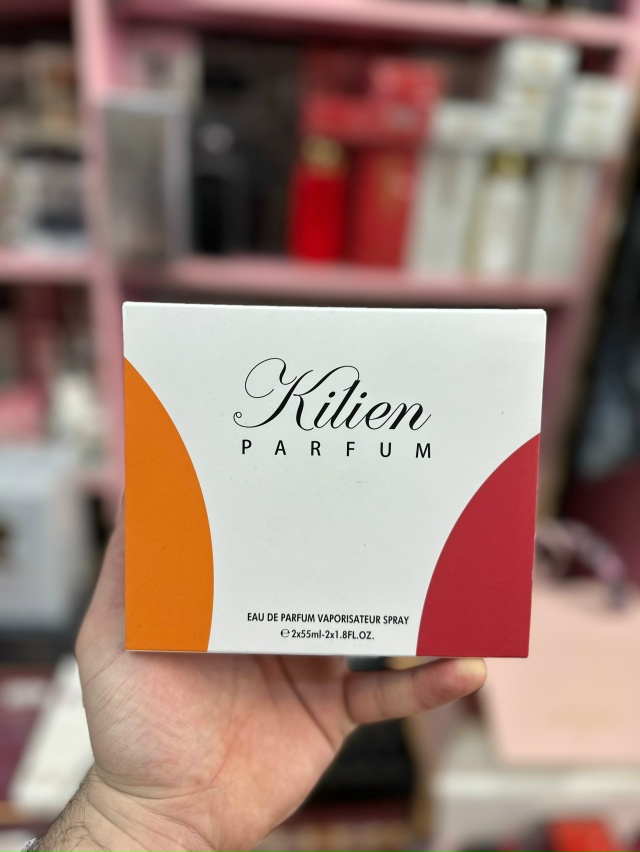 Kilien
PARFUM
EAU DE PARFUM VAPORISATEUR SPRAY
℮ 2x55ml-2x1.8FL.OZ.